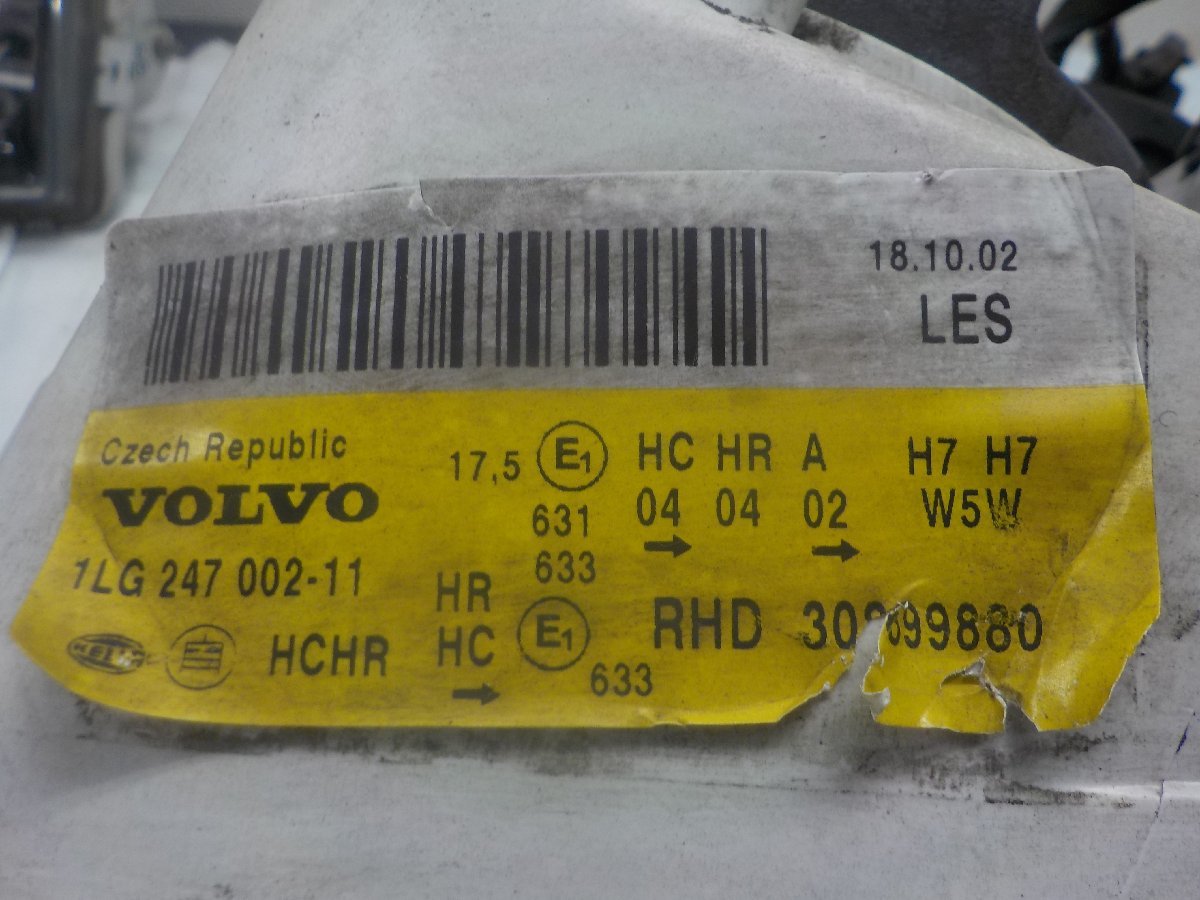 18.10.02
LES
Czech Republic
VOLVO
17,5 E1 HC HR A H7 H7
631 04 04 02 W5W
→ →
633
1LG 247 002-11
HR
HC E1
→
633
HELLA HCHR
RHD